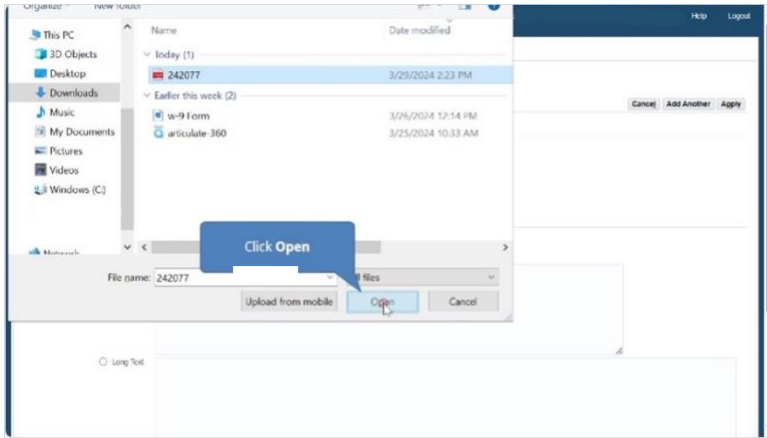 Organize New folder
Help Logout
This PC
3D Objects
Desktop
Downloads
Music
My Documents
Pictures
Videos
Windows (C:)
Network
Name Date modified
Today (1)
242077 3/29/2024 2:23 PM
Earlier this week (2)
w-9 Form 3/26/2024 12:14 PM
articulate-360 3/25/2024 10:33 AM
Cancel Add Another Apply
Click Open
File name: 242077 files
Upload from mobile Open Cancel
Long Text